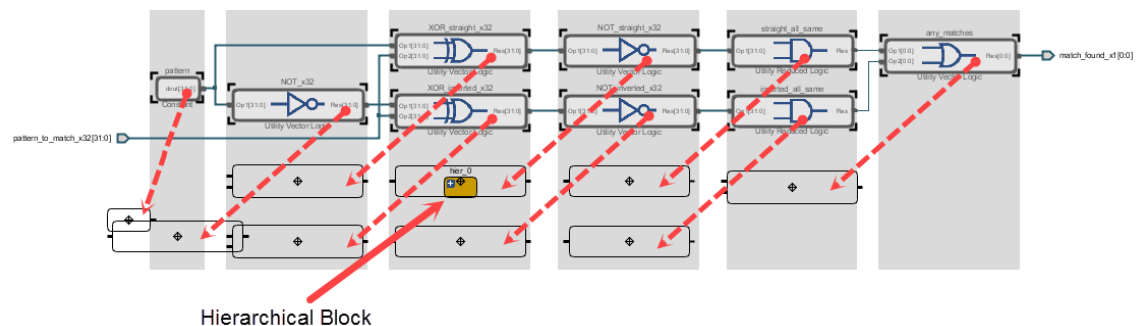 pattern
dout[31:0]
Constant
NOT_x32
Op1[31:0]
Res[31:0]
Utility Vector Logic
pattern_to_match_x32[31:0]
XOR_straight_x32
Op1[31:0]
Op2[31:0]
Res[31:0]
Utility Vector Logic
XOR_inverted_x32
Op1[31:0]
Op2[31:0]
Res[31:0]
Utility Vector Logic
NOT_straight_x32
Op1[31:0]
Res[31:0]
Utility Vector Logic
NOT_inverted_x32
Op1[31:0]
Res[31:0]
Utility Vector Logic
straight_all_same
Op1[31:0]
Res
Utility Reduced Logic
inverted_all_same
Op1[31:0]
Res
Utility Reduced Logic
any_matches
Op1[0:0]
Op2[0:0]
Res[0:0]
Utility Vector Logic
match_found_x1[0:0]
hier_0
Hierarchical Block